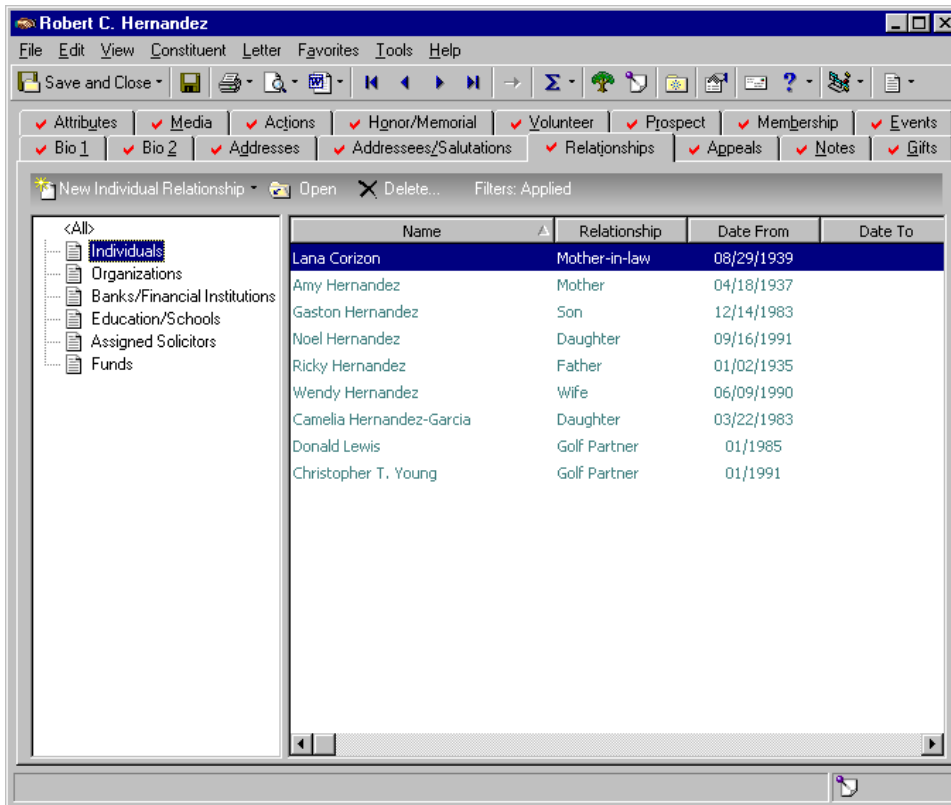 Robert C. Hernandez
File Edit View Constituent Letter Favorites Tools Help
Save and Close
Attributes Media Actions Honor/Memorial Volunteer Prospect Membership Events
Bio 1 Bio 2 Addresses Addressees/Salutations Relationships Appeals Notes Gifts
New Individual Relationship Open Delete... Filters: Applied
<All>
Individuals
Organizations
Banks/Financial Institutions
Education/Schools
Assigned Solicitors
Funds
Name Relationship Date From Date To
Lana Corizon Mother-in-law 08/29/1939
Amy Hernandez Mother 04/18/1937
Gaston Hernandez Son 12/14/1983
Noel Hernandez Daughter 09/16/1991
Ricky Hernandez Father 01/02/1935
Wendy Hernandez Wife 06/09/1990
Camelia Hernandez-Garcia Daughter 03/22/1983
Donald Lewis Golf Partner 01/1985
Christopher T. Young Golf Partner 01/1991